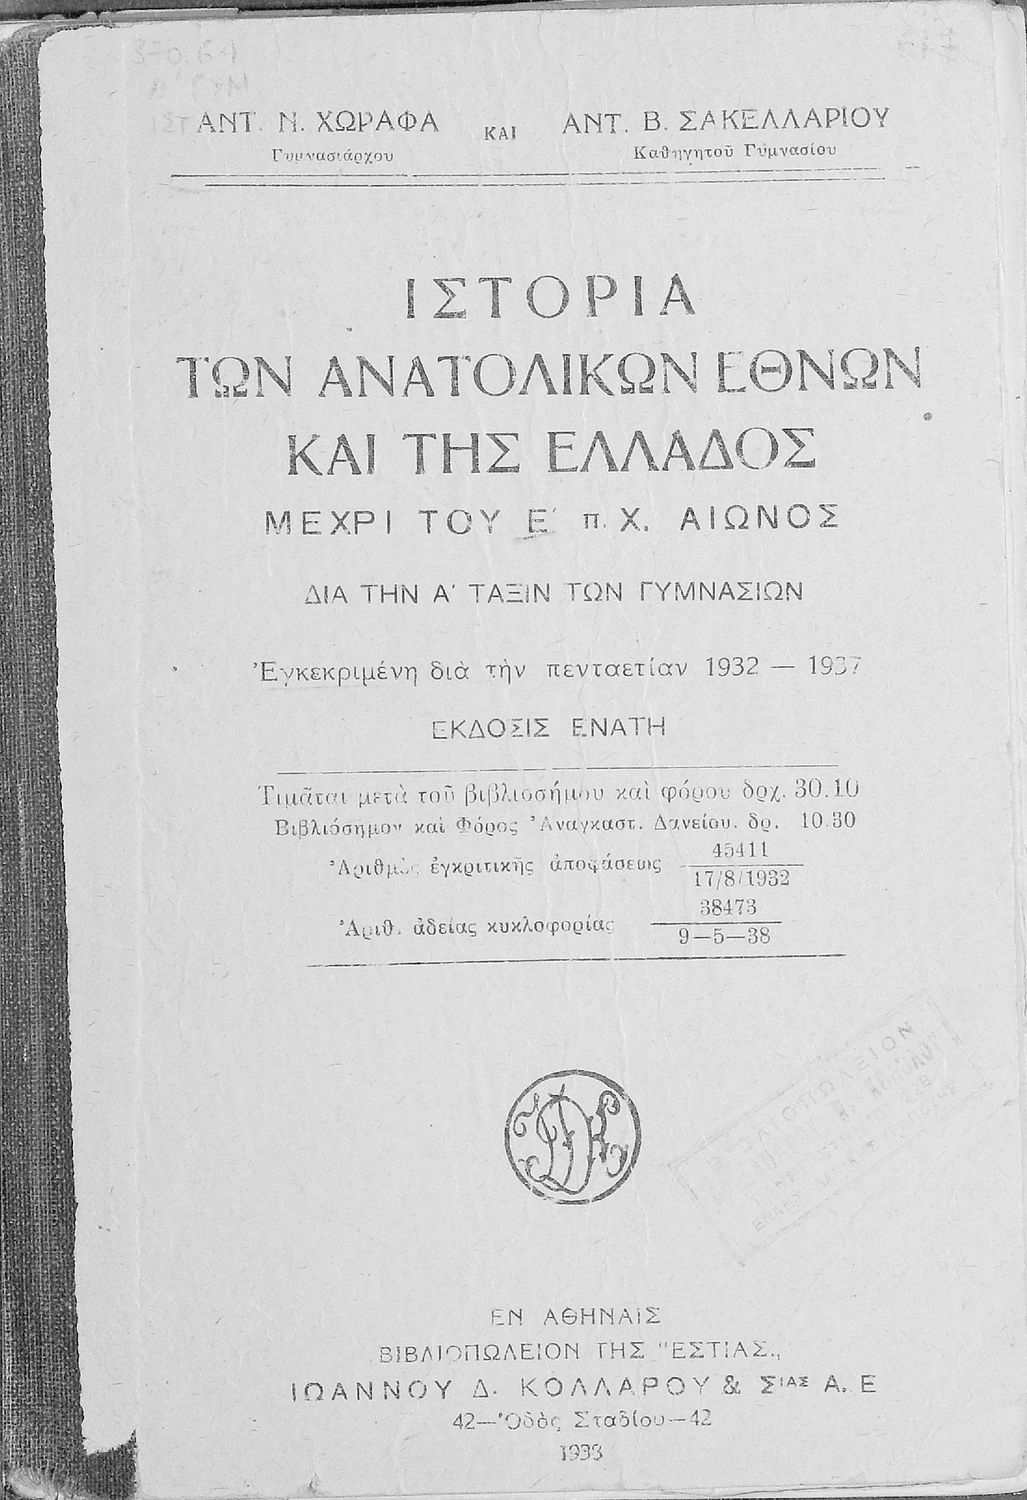 ΑΝΤ. Ν. ΧΩΡΑΦΑ ΚΑΙ ΑΝΤ. Β. ΣΑΚΕΛΛΑΡΙΟΥ
Γυμνασιάρχου Καθηγητοῦ Γυμνασίου
ΙΣΤΟΡΙΑ
ΤΩΝ ΑΝΑΤΟΛΙΚΩΝ ΕΘΝΩΝ
ΚΑΙ ΤΗΣ ΕΛΛΑΔΟΣ
ΜΕΧΡΙ ΤΟΥ Ε΄ π. Χ. ΑΙΩΝΟΣ
ΔΙΑ ΤΗΝ Α΄ ΤΑΞΙΝ ΤΩΝ ΓΥΜΝΑΣΙΩΝ
Ἐγκεκριμένη διὰ τὴν πενταετίαν 1932 — 1937
ΕΚΔΟΣΙΣ ΕΝΑΤΗ
Τιμᾶται μετὰ τοῦ βιβλιοσήμου καὶ φόρου δρχ. 30.10
Βιβλιόσημον καὶ Φόρος Ἀναγκαστ. Δανείου. δρ. 10.30
Ἀριθμὸς ἐγκριτικῆς ἀποφάσεως 45411
17/8/1932
Ἀριθ. ἀδείας κυκλοφορίας 38473
9—5—38
ΕΝ ΑΘΗΝΑΙΣ
ΒΙΒΛΙΟΠΩΛΕΙΟΝ ΤΗΣ "ΕΣΤΙΑΣ„
ΙΩΑΝΝΟΥ Δ. ΚΟΛΛΑΡΟΥ & ΣΙΑΣ Α. Ε
42—Ὁδὸς Σταδίου—42
1938